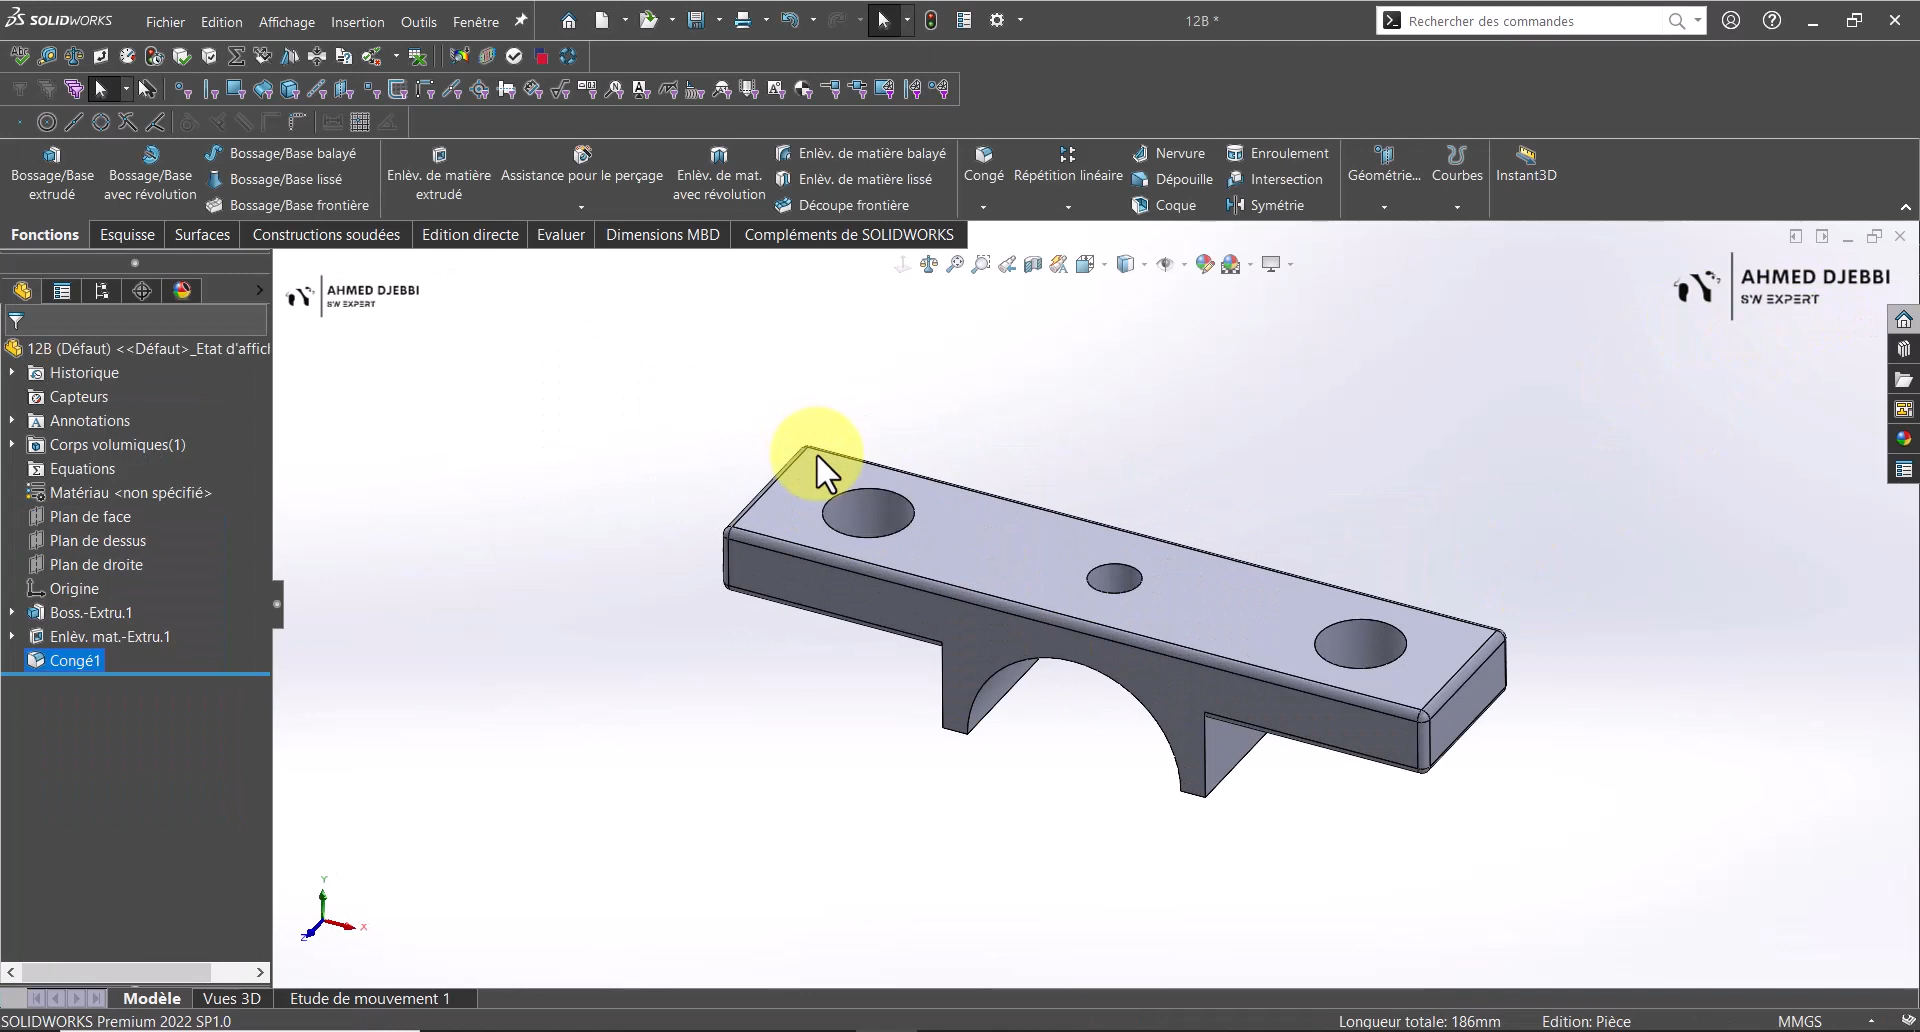 SOLIDWORKS Fichier Edition Affichage Insertion Outils Fenêtre 12B * Rechercher des commandes
Bossage/Base extrudé
Bossage/Base avec révolution
Bossage/Base balayé
Bossage/Base lissé
Bossage/Base frontière
Enlèv. de matière extrudé
Assistance pour le perçage
Enlèv. de mat. avec révolution
Enlèv. de matière balayé
Enlèv. de matière lissé
Découpe frontière
Congé
Répétition linéaire
Nervure
Dépouille
Coque
Enroulement
Intersection
Symétrie
Géométrie...
Courbes
Instant3D
Fonctions Esquisse Surfaces Constructions soudées Edition directe Evaluer Dimensions MBD Compléments de SOLIDWORKS
12B (Défaut) <<Défaut>_Etat d'affich
Historique
Capteurs
Annotations
Corps volumiques(1)
Equations
Matériau <non spécifié>
Plan de face
Plan de dessus
Plan de droite
Origine
Boss.-Extru.1
Enlèv. mat.-Extru.1
Congé1
AHMED DJEBBI
SW EXPERT
AHMED DJEBBI
SW EXPERT
Y
X
Z
Modèle Vues 3D Etude de mouvement 1
SOLIDWORKS Premium 2022 SP1.0 Longueur totale: 186mm Edition: Pièce MMGS